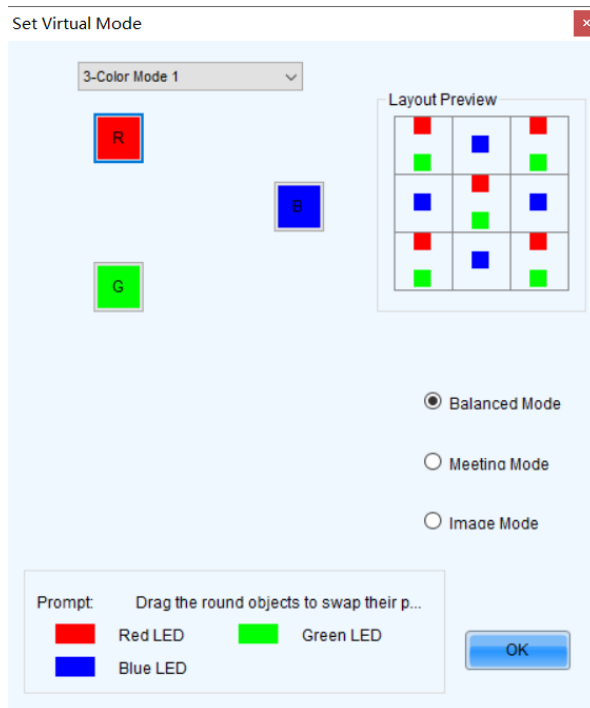 Set Virtual Mode
3-Color Mode 1
Layout Preview
R
B
G
Balanced Mode
Meeting Mode
Image Mode
Prompt: Drag the round objects to swap their p...
Red LED Green LED
Blue LED
OK